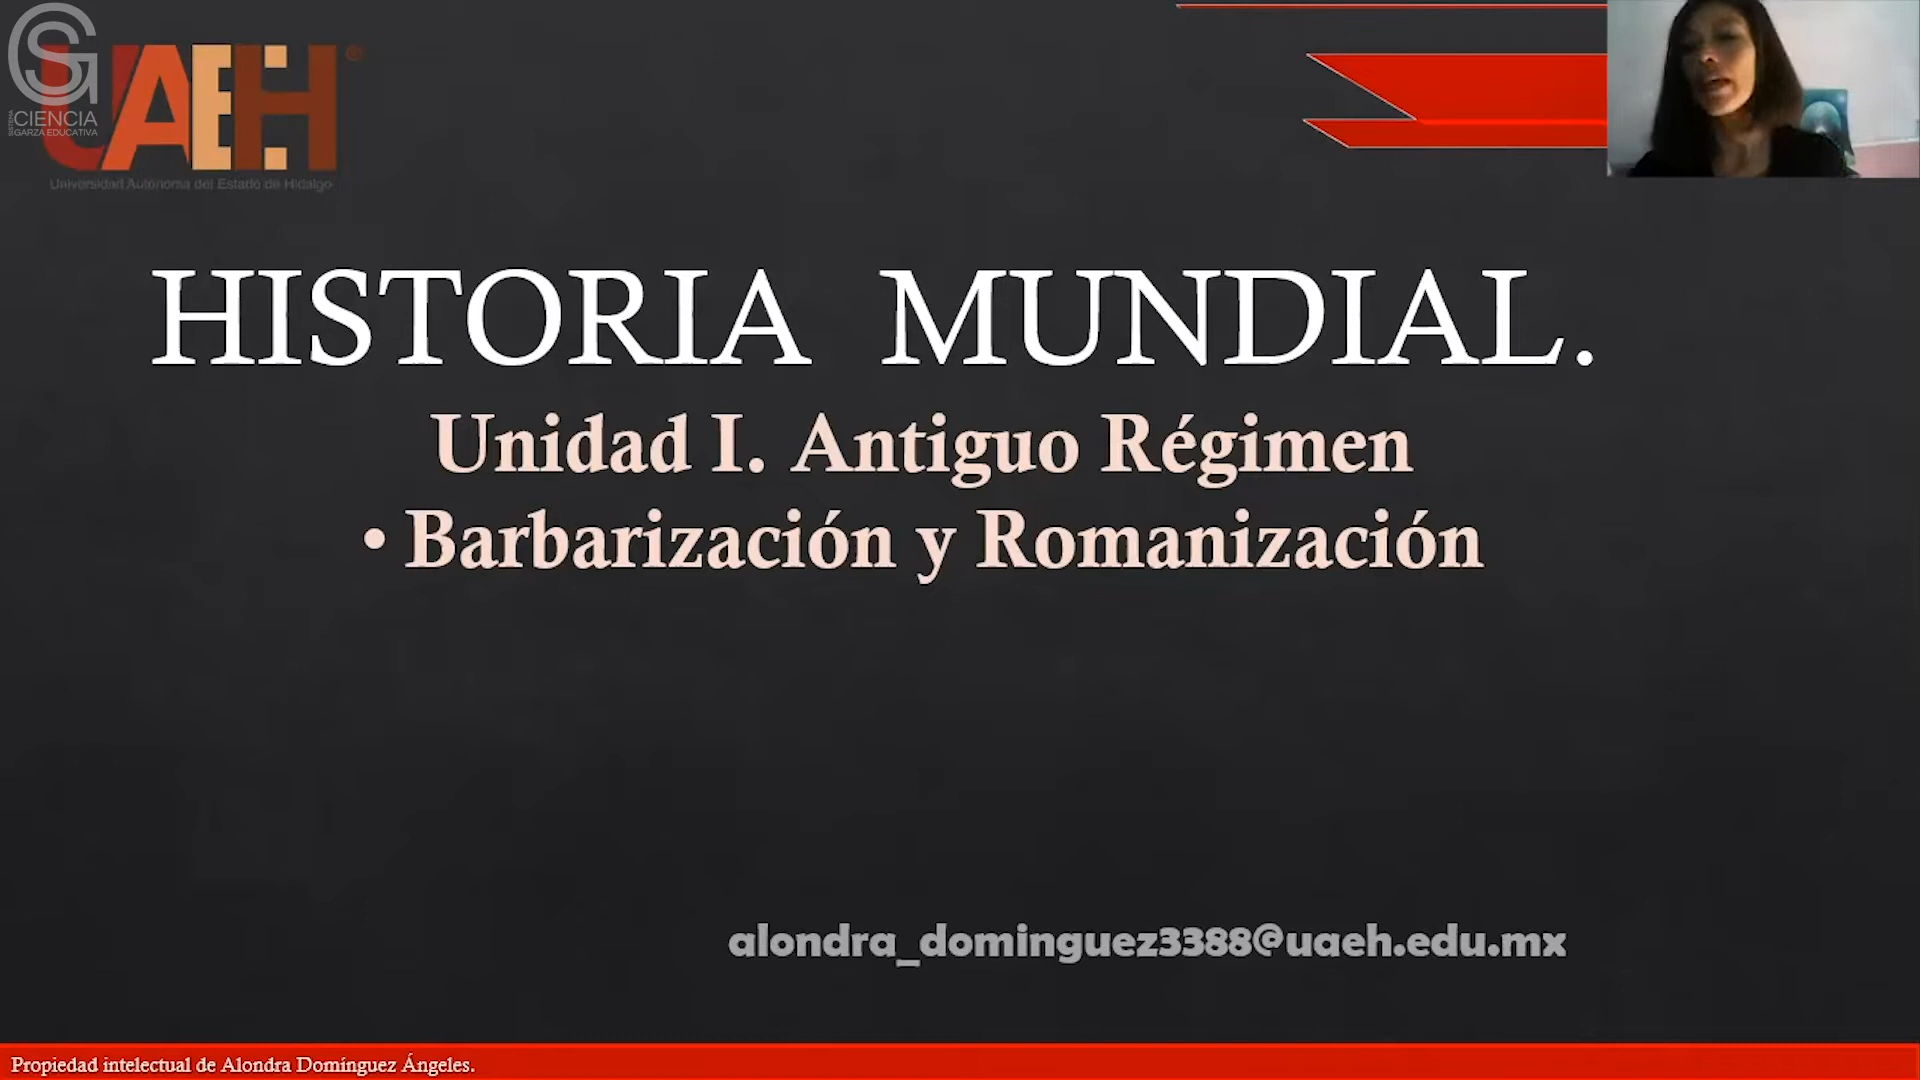 SISTEMA
CIENCIA
GARZA EDUCATIVA
UAEH®
Universidad Autónoma del Estado de Hidalgo
HISTORIA MUNDIAL.
Unidad I. Antiguo Régimen
• Barbarización y Romanización
alondra_dominguez3388@uaeh.edu.mx
Propiedad intelectual de Alondra Domínguez Ángeles.